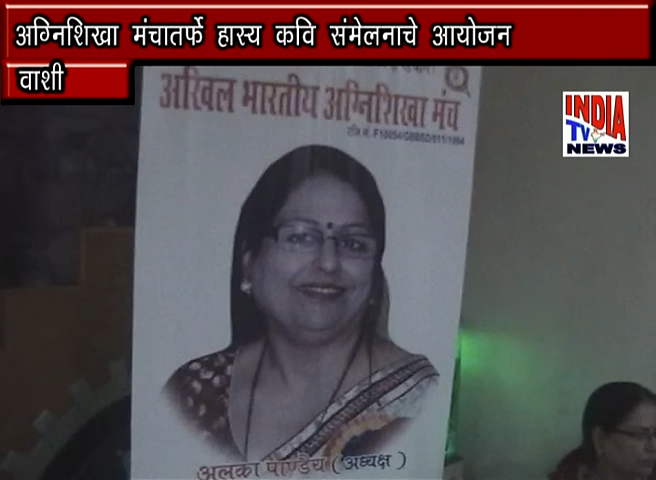 अग्निशिखा मंचातर्फे हास्य कवि संमेलनाचे आयोजन
वाशी
अखिल भारतीय अग्निशिखा मंच
INDIA
TV
NEWS
अलका पाण्डेय (अध्यक्ष)